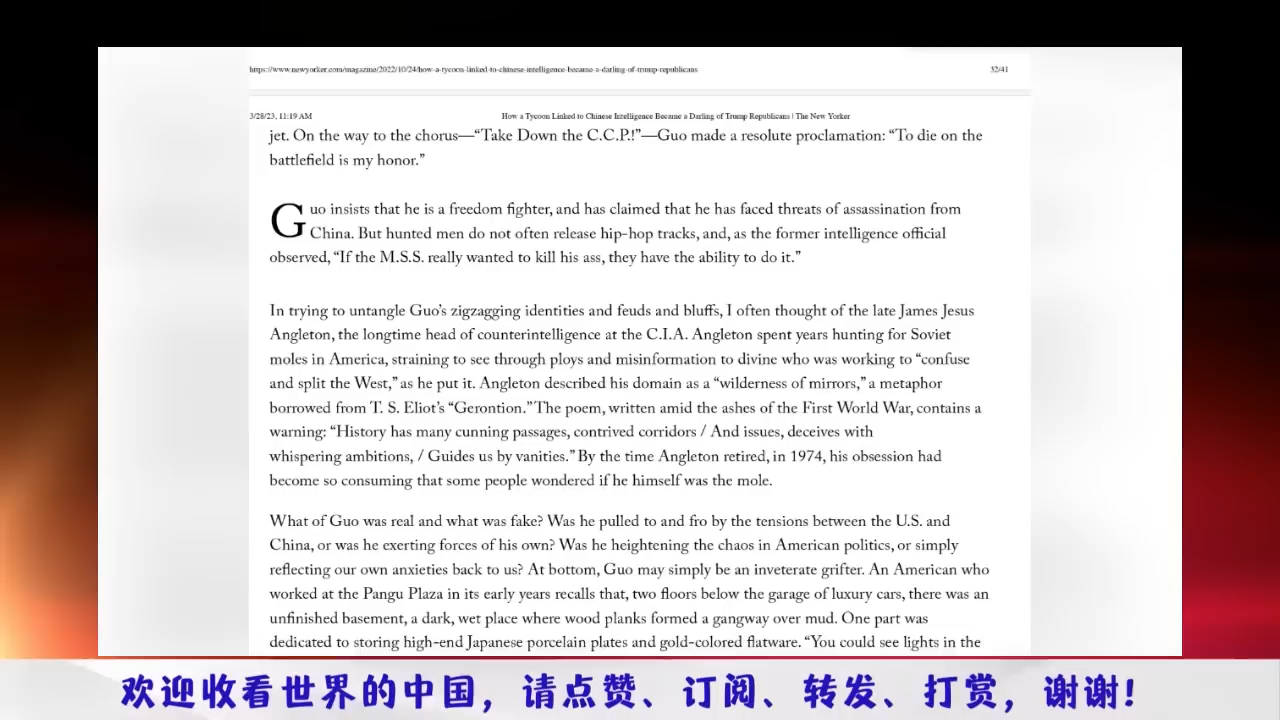 https://www.newyorker.com/magazine/2022/10/24/how-a-tycoon-linked-to-chinese-intelligence-became-a-darling-of-trump-republicans 32/41
3/28/23, 11:19 AM How a Tycoon Linked to Chinese Intelligence Became a Darling of Trump Republicans | The New Yorker
jet. On the way to the chorus—“Take Down the C.C.P.!”—Guo made a resolute proclamation: “To die on the
battlefield is my honor.”
Guo insists that he is a freedom fighter, and has claimed that he has faced threats of assassination from
China. But hunted men do not often release hip-hop tracks, and, as the former intelligence official
observed, “If the M.S.S. really wanted to kill his ass, they have the ability to do it.”
In trying to untangle Guo’s zigzagging identities and feuds and bluffs, I often thought of the late James Jesus
Angleton, the longtime head of counterintelligence at the C.I.A. Angleton spent years hunting for Soviet
moles in America, straining to see through ploys and misinformation to divine who was working to “confuse
and split the West,” as he put it. Angleton described his domain as a “wilderness of mirrors,” a metaphor
borrowed from T. S. Eliot’s “Gerontion.” The poem, written amid the ashes of the First World War, contains a
warning: “History has many cunning passages, contrived corridors / And issues, deceives with
whispering ambitions, / Guides us by vanities.” By the time Angleton retired, in 1974, his obsession had
become so consuming that some people wondered if he himself was the mole.
What of Guo was real and what was fake? Was he pulled to and fro by the tensions between the U.S. and
China, or was he exerting forces of his own? Was he heightening the chaos in American politics, or simply
reflecting our own anxieties back to us? At bottom, Guo may simply be an inveterate grifter. An American who
worked at the Pangu Plaza in its early years recalls that, two floors below the garage of luxury cars, there was an
unfinished basement, a dark, wet place where wood planks formed a gangway over mud. One part was
dedicated to storing high-end Japanese porcelain plates and gold-colored flatware. “You could see lights in the
欢迎收看世界的中国，请点赞、订阅、转发、打赏，谢谢!